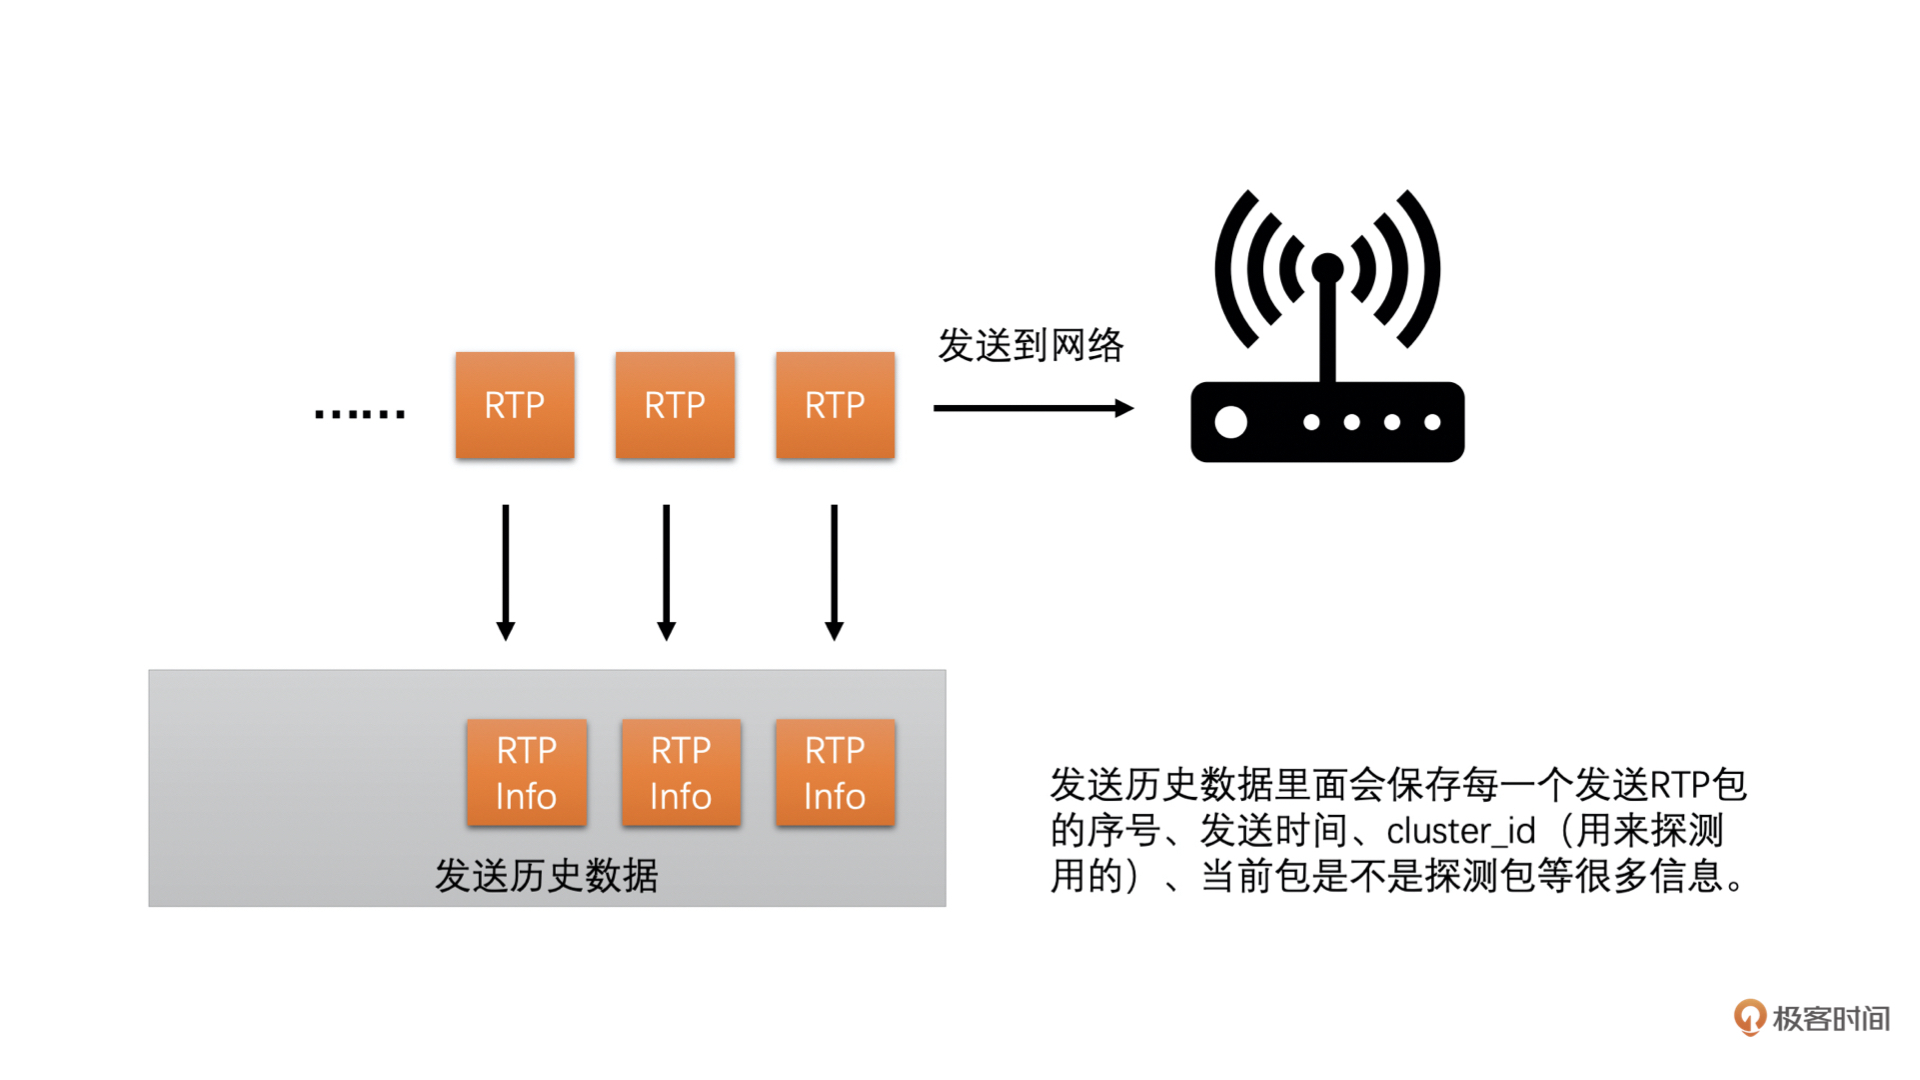 发送到网络
……
RTP
RTP
RTP
RTP
Info
RTP
Info
RTP
Info
发送历史数据
发送历史数据里面会保存每一个发送RTP包
的序号、发送时间、cluster_id（用来探测
用的）、当前包是不是探测包等很多信息。
极客时间